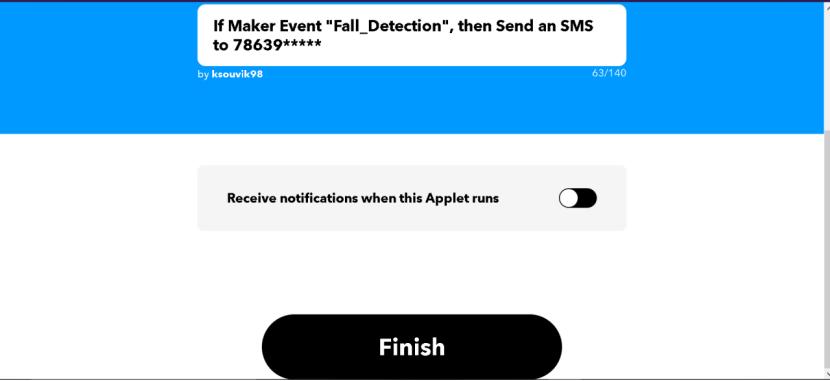 If Maker Event "Fall_Detection", then Send an SMS
to 78639*****
by ksouvik98
63/140
Receive notifications when this Applet runs
Finish